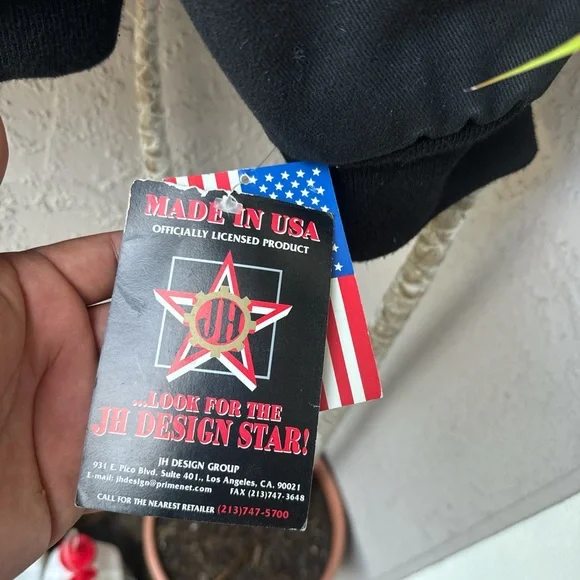 MADE IN USA
OFFICIALLY LICENSED PRODUCT
JH
...LOOK FOR THE
JH DESIGN STAR!
JH DESIGN GROUP
931 E. Pico Blvd. Suite 401., Los Angeles, CA. 90021
E-mail: jhdesign@primenet.com FAX (213)747-3648
CALL FOR THE NEAREST RETAILER (213)747-5700